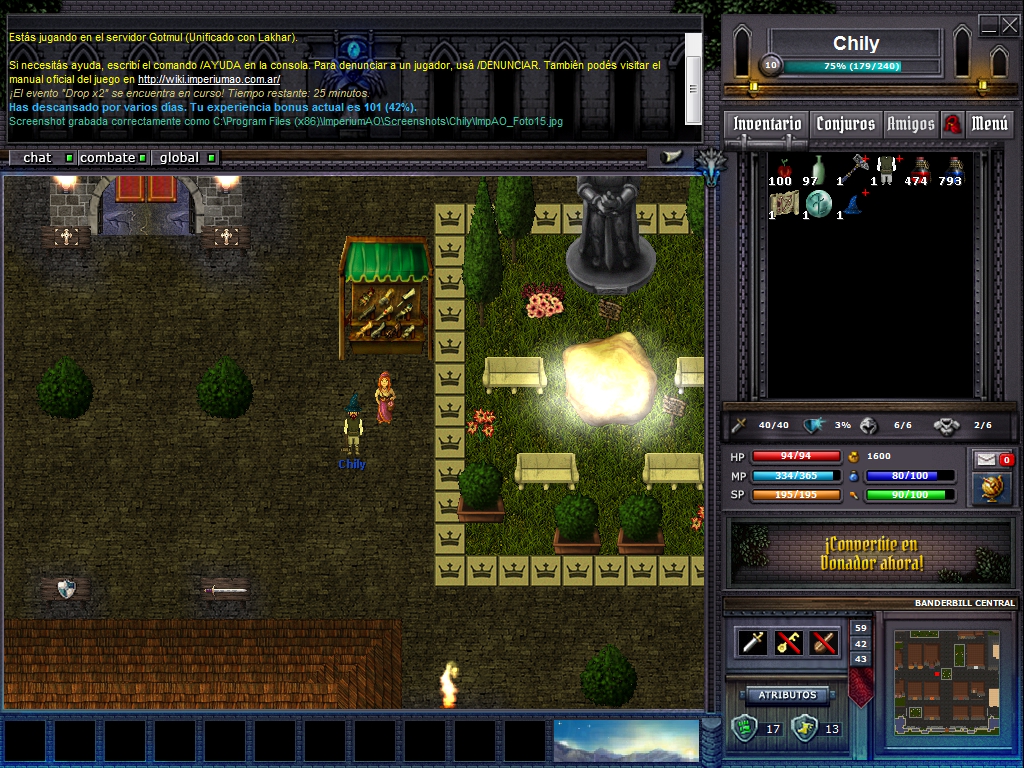 Estás jugando en el servidor Gotmul (Unificado con Lakhar).
Si necesitás ayuda, escribí el comando /AYUDA en la consola. Para denunciar a un jugador, usá /DENUNCIAR. También podés visitar el
manual oficial del juego en http://wiki.imperiumao.com.ar/
¡El evento "Drop x2" se encuentra en curso! Tiempo restante: 25 minutos.
Has descansado por varios días. Tu experiencia bonus actual es 101 (42%).
Screenshot grabada correctamente como C:\Program Files (x86)\ImperiumAO\Screenshots\Chily\ImpAO_Foto15.jpg
chat combate global
Chily
10 75% (179/240)
Inventario Conjuros Amigos Menú
100 97 1 1 474 793
1 1 1
40/40 3% 6/6 2/6
HP 94/94 1600
MP 334/365 80/100
SP 195/195 90/100
0
¡Convertite en
Donador ahora!
BANDERBILL CENTRAL
59
42
43
ATRIBUTOS
17 13
Chily